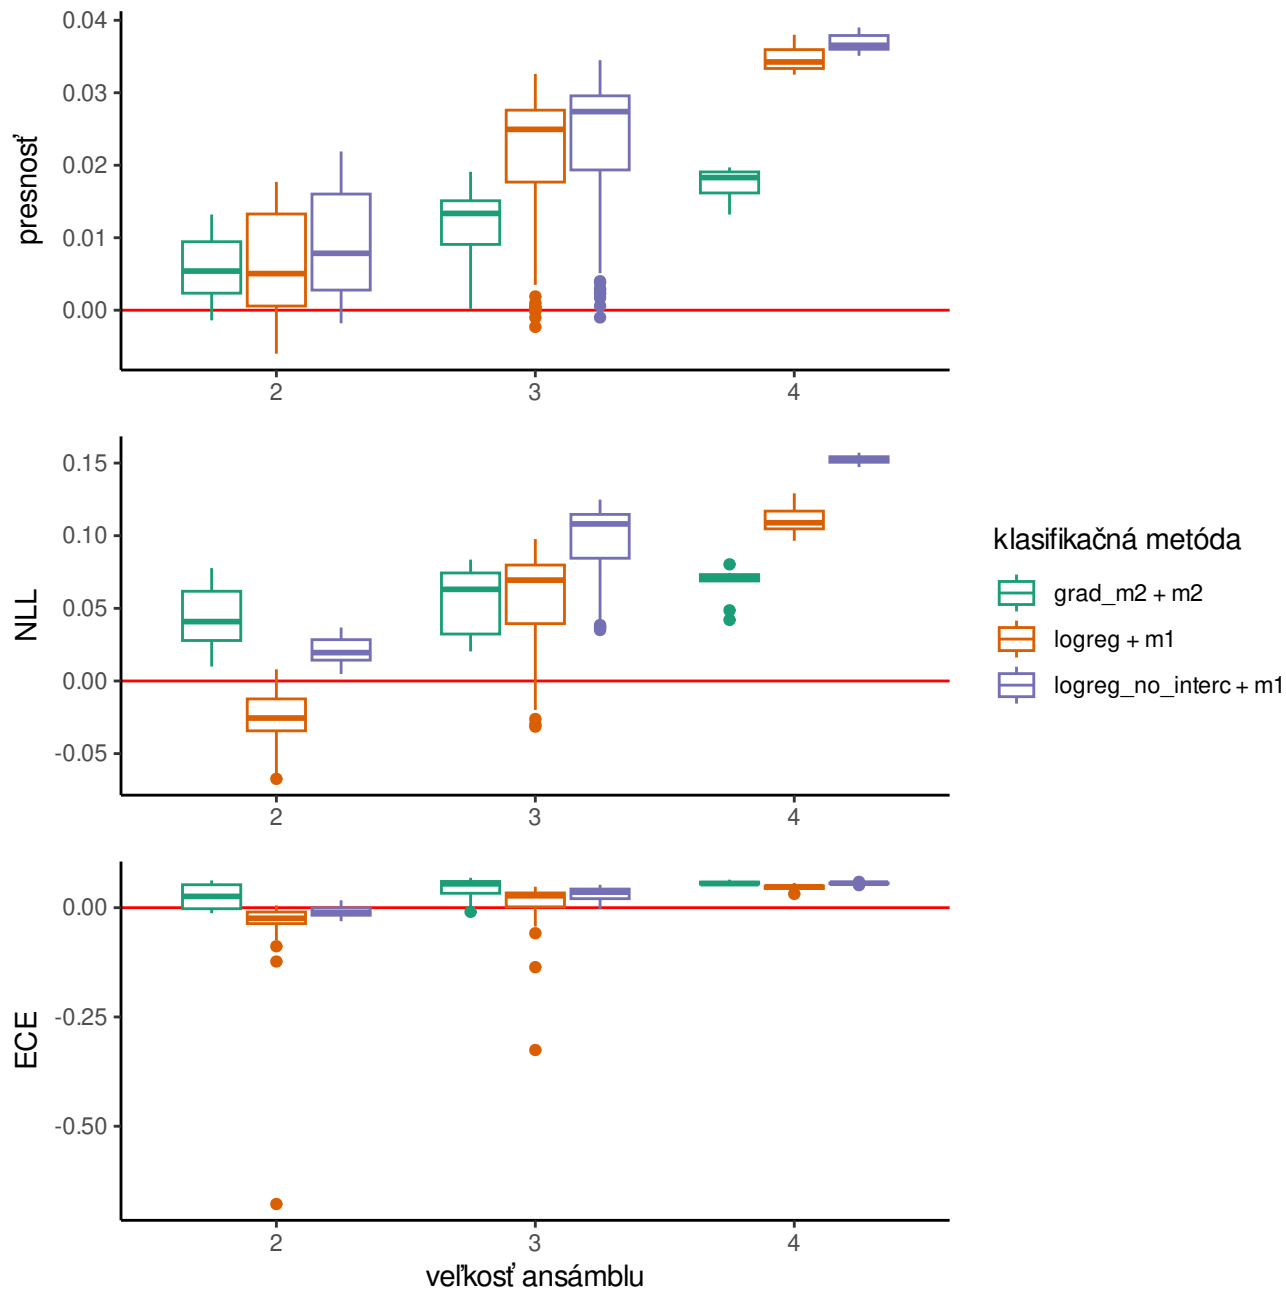 0.04
0.03
0.02
0.01
0.00
presnosť
2 3 4
0.15
0.10
0.05
0.00
-0.05
NLL
2 3 4
klasifikačná metóda
grad_m2 + m2
logreg + m1
logreg_no_interc + m1
0.00
-0.25
-0.50
ECE
2 3 4
veľkosť ansámblu